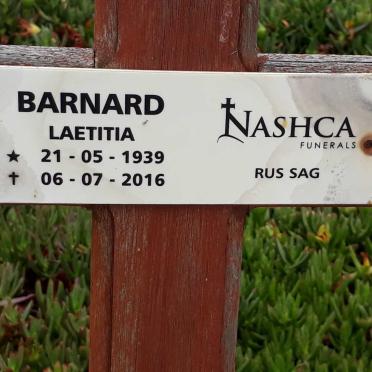 BARNARD
LAETITIA
★ 21 - 05 - 1939
✝ 06 - 07 - 2016
NASHCA
FUNERALS
RUS SAG